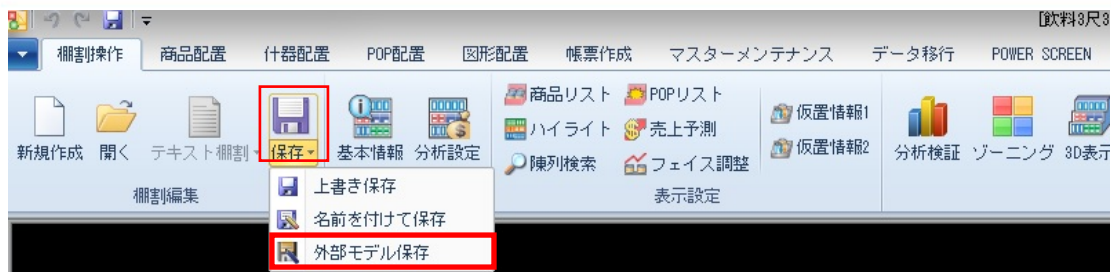 [飲料3尺3
棚割操作 商品配置 什器配置 POP配置 図形配置 帳票作成 マスターメンテナンス データ移行 POWER SCREEN
新規作成 開く テキスト棚割 保存 基本情報 分析設定
商品リスト POPリスト
ハイライト 売上予測
陳列検索 フェイス調整
仮置情報1
仮置情報2
分析検証 ゾーニング 3D表示
棚割編集 表示設定
上書き保存
名前を付けて保存
外部モデル保存